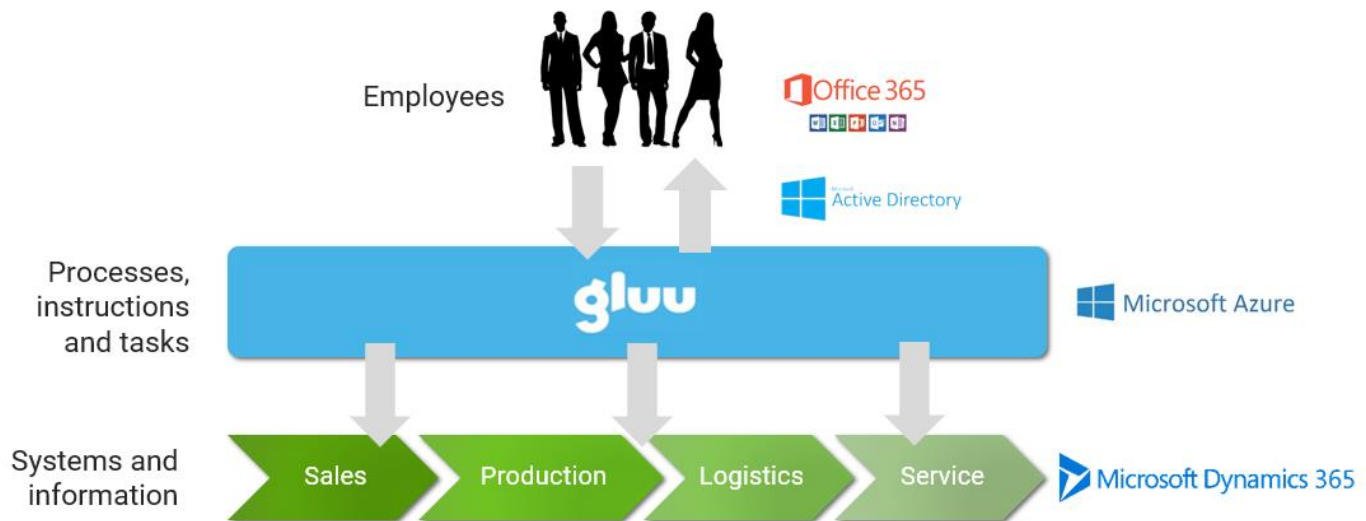 Employees
Office 365
Microsoft
Active Directory
Processes,
instructions
and tasks
gluu
Microsoft Azure
Systems and
information
Sales
Production
Logistics
Service
Microsoft Dynamics 365